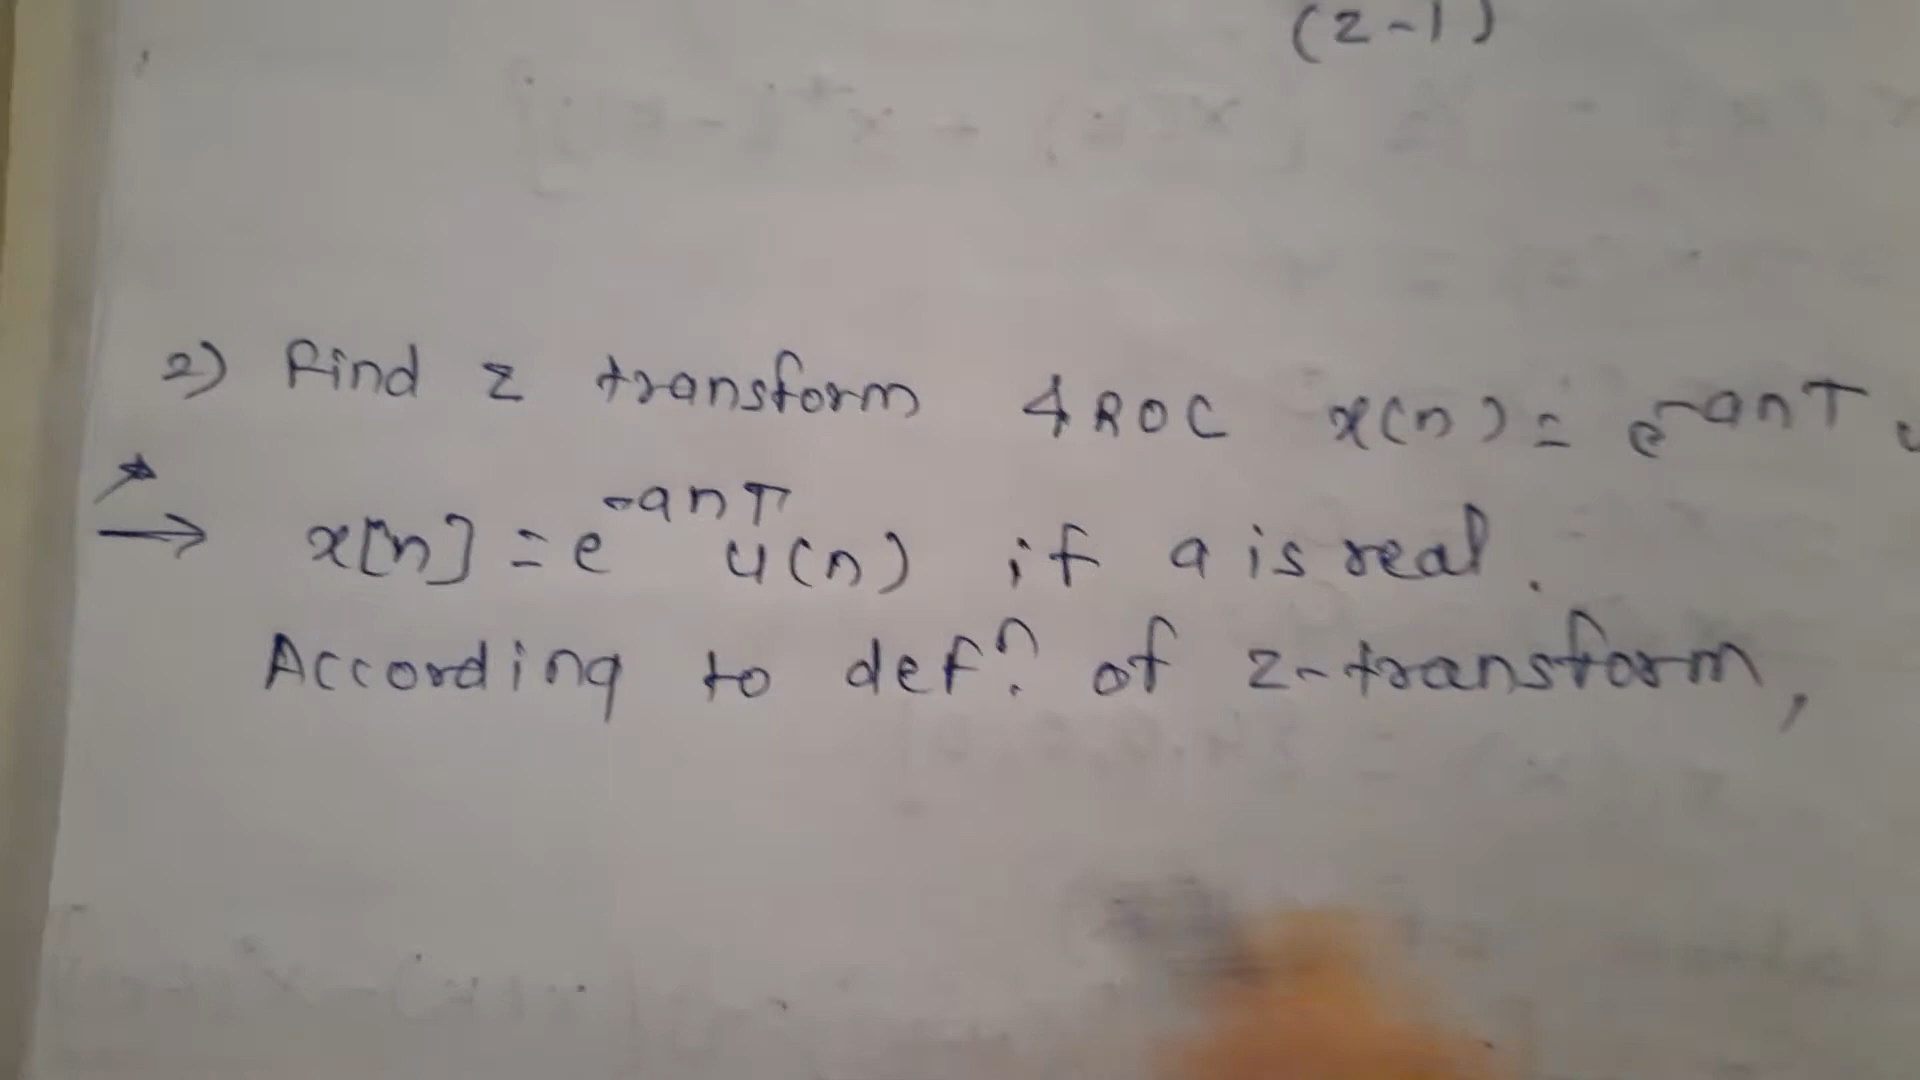 (z-1)
2) Find z transform & ROC x(n) = e^-anT
→ x[n] = e^-anT u(n) if a is real.
According to defⁿ. of z-transform,